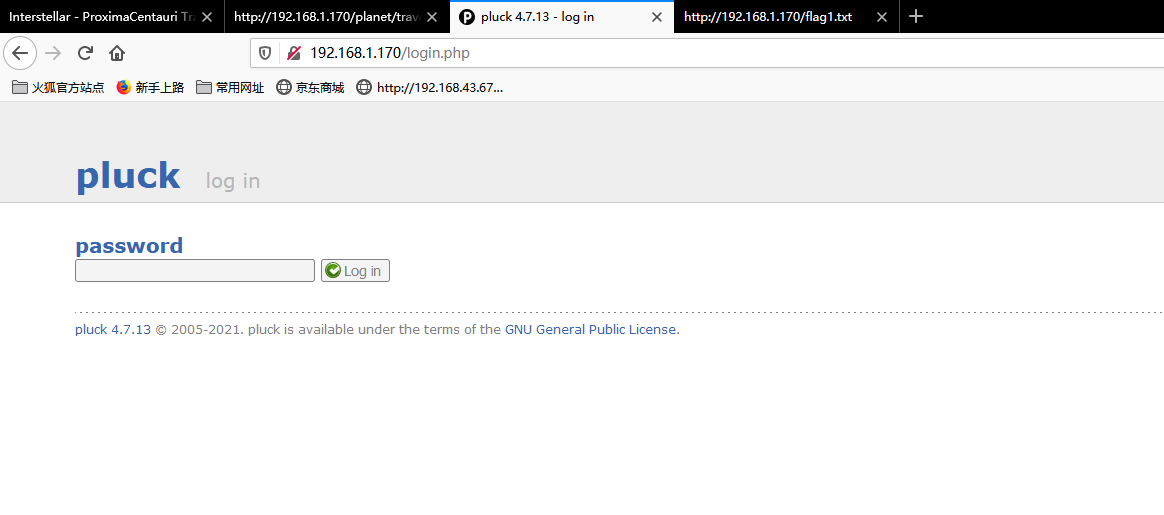 Interstellar - ProximaCentauri Tr
http://192.168.1.170/planet/trav
pluck 4.7.13 - log in
http://192.168.1.170/flag1.txt
192.168.1.170/login.php
火狐官方站点
新手上路
常用网址
京东商城
http://192.168.43.67...
pluck log in
password
Log in
pluck 4.7.13 © 2005-2021. pluck is available under the terms of the GNU General Public License.